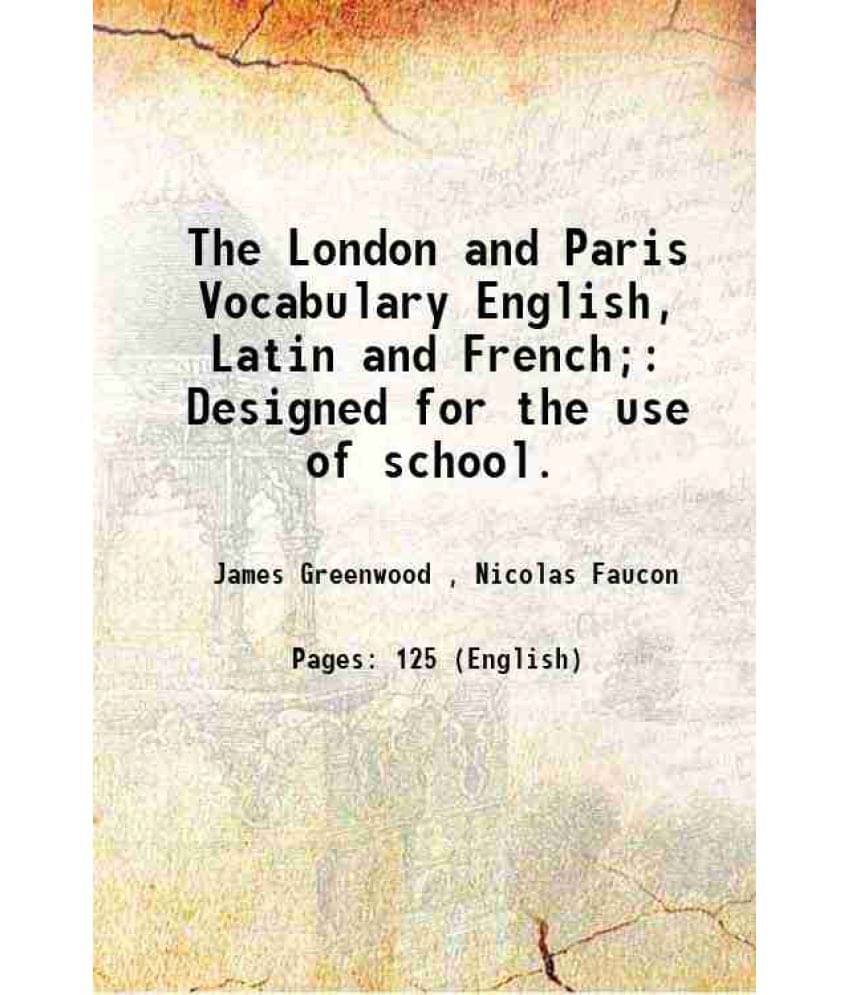 The London and Paris
Vocabulary English,
Latin and French;:
Designed for the use
of school.
James Greenwood , Nicolas Faucon
Pages: 125 (English)